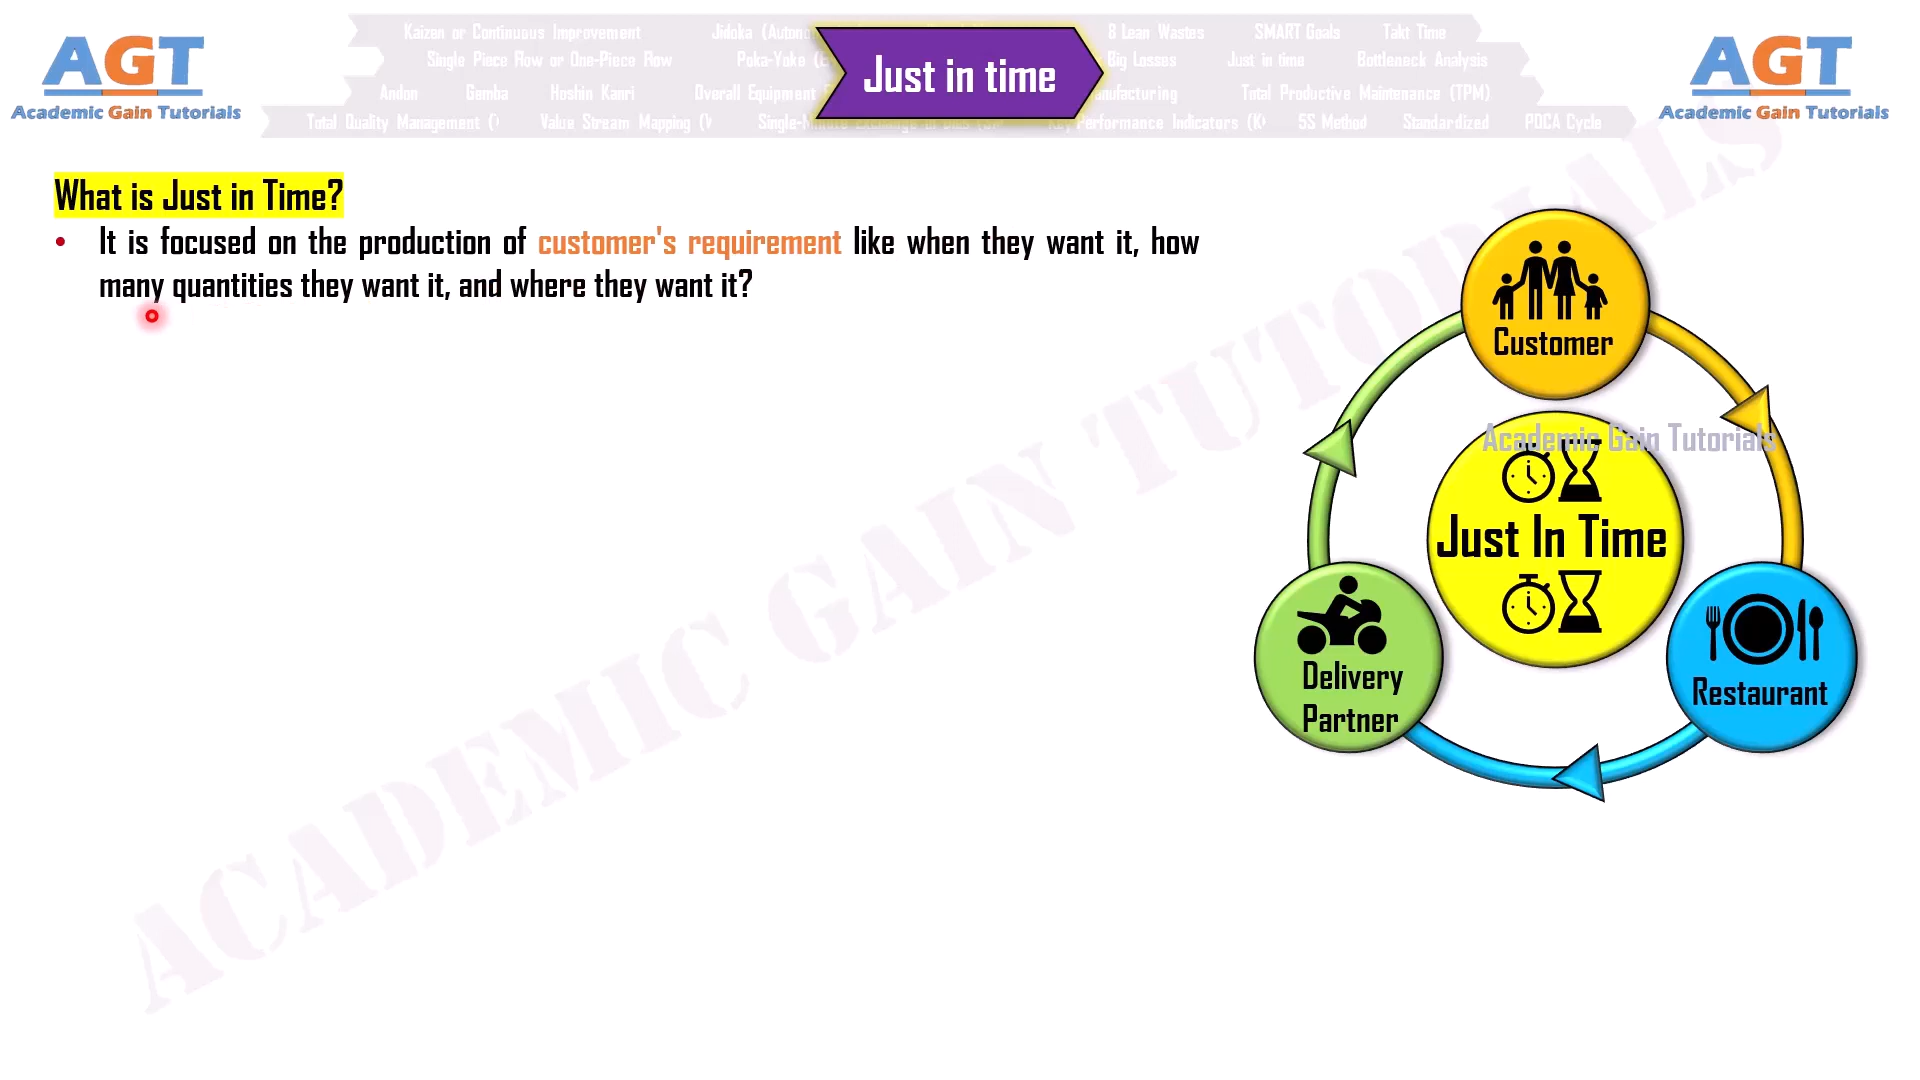 AGT
Academic Gain Tutorials
Kaizen or Continuous Improvement
8 Lean Wastes
SMART Goals
Takt Time
Single Piece Flow or One-Piece Flow
Big Losses
Just in time
Bottleneck Analysis
Andon
Gemba
Hoshin Kanri
Overall Equipment
Total Productive Maintenance (TPM)
Total Quality Management (
Value Stream Mapping (V
Performance Indicators (K
5S Method
Standardized
PDCA Cycle
Just in time
AGT
Academic Gain Tutorials
What is Just in Time?
• It is focused on the production of customer's requirement like when they want it, how
many quantities they want it, and where they want it?
Customer
Academic Gain Tutorials
Just In Time
Delivery
Partner
Restaurant
ACADEMIC GAIN TUTORIALS